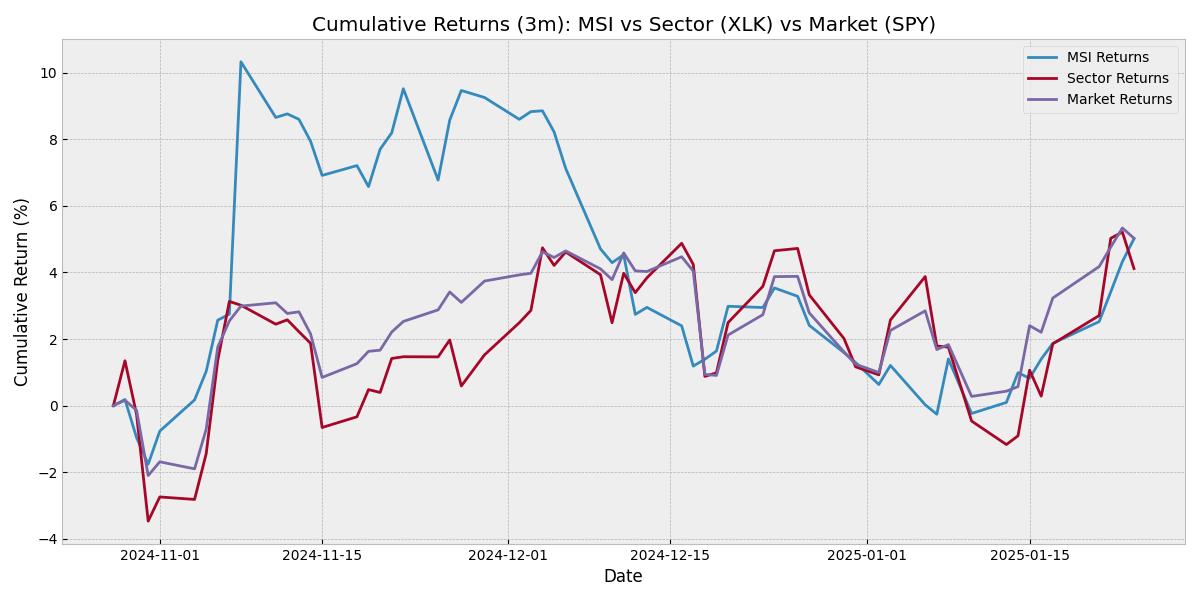 Cumulative Returns (3m): MSI vs Sector (XLK) vs Market (SPY)
MSI Returns
Sector Returns
Market Returns
Cumulative Return (%)
10
8
6
4
2
0
−2
−4
2024-11-01
2024-11-15
2024-12-01
2024-12-15
2025-01-01
2025-01-15
Date